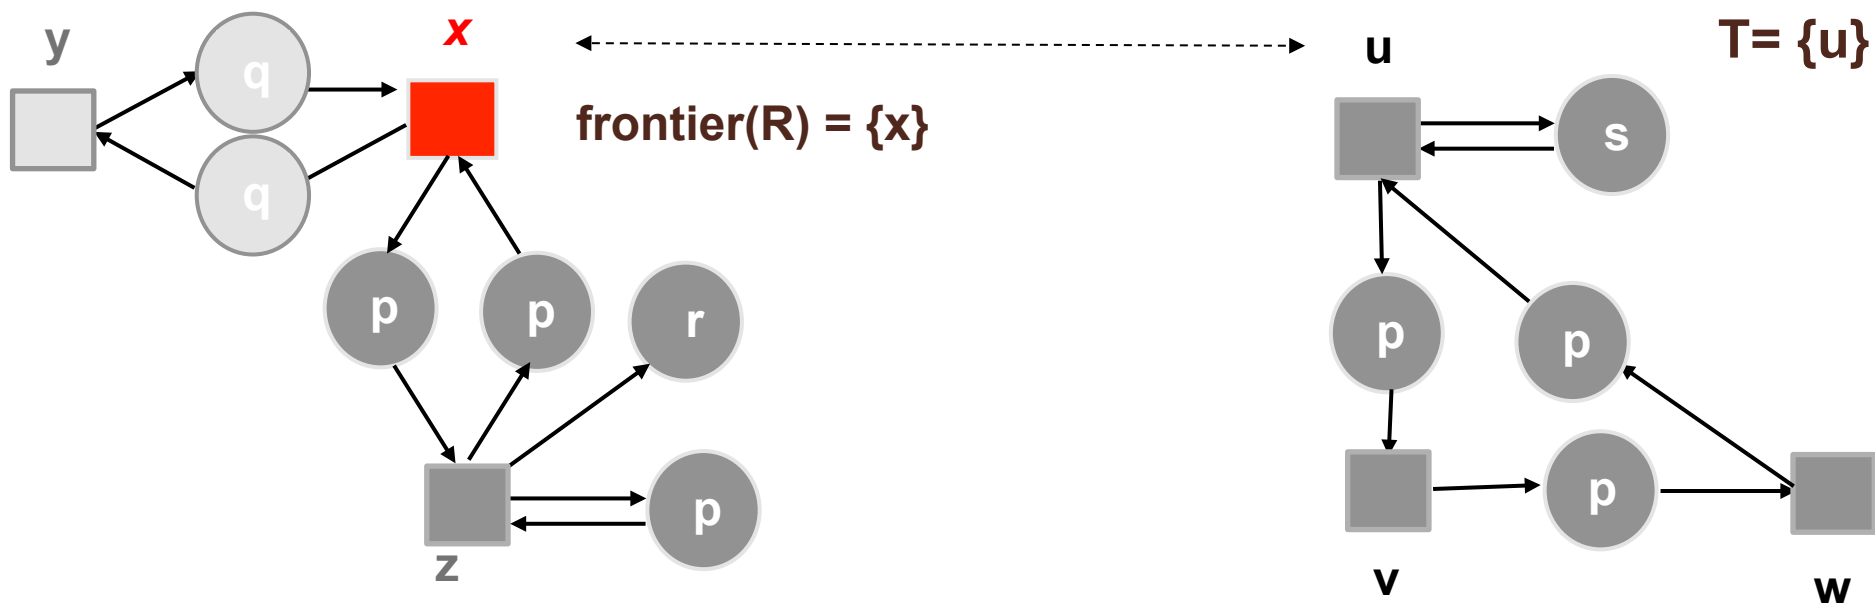 y
q
x
u
T= {u}
q
frontier(R) = {x}
s
p
p
r
p
p
z
p
v
p
w